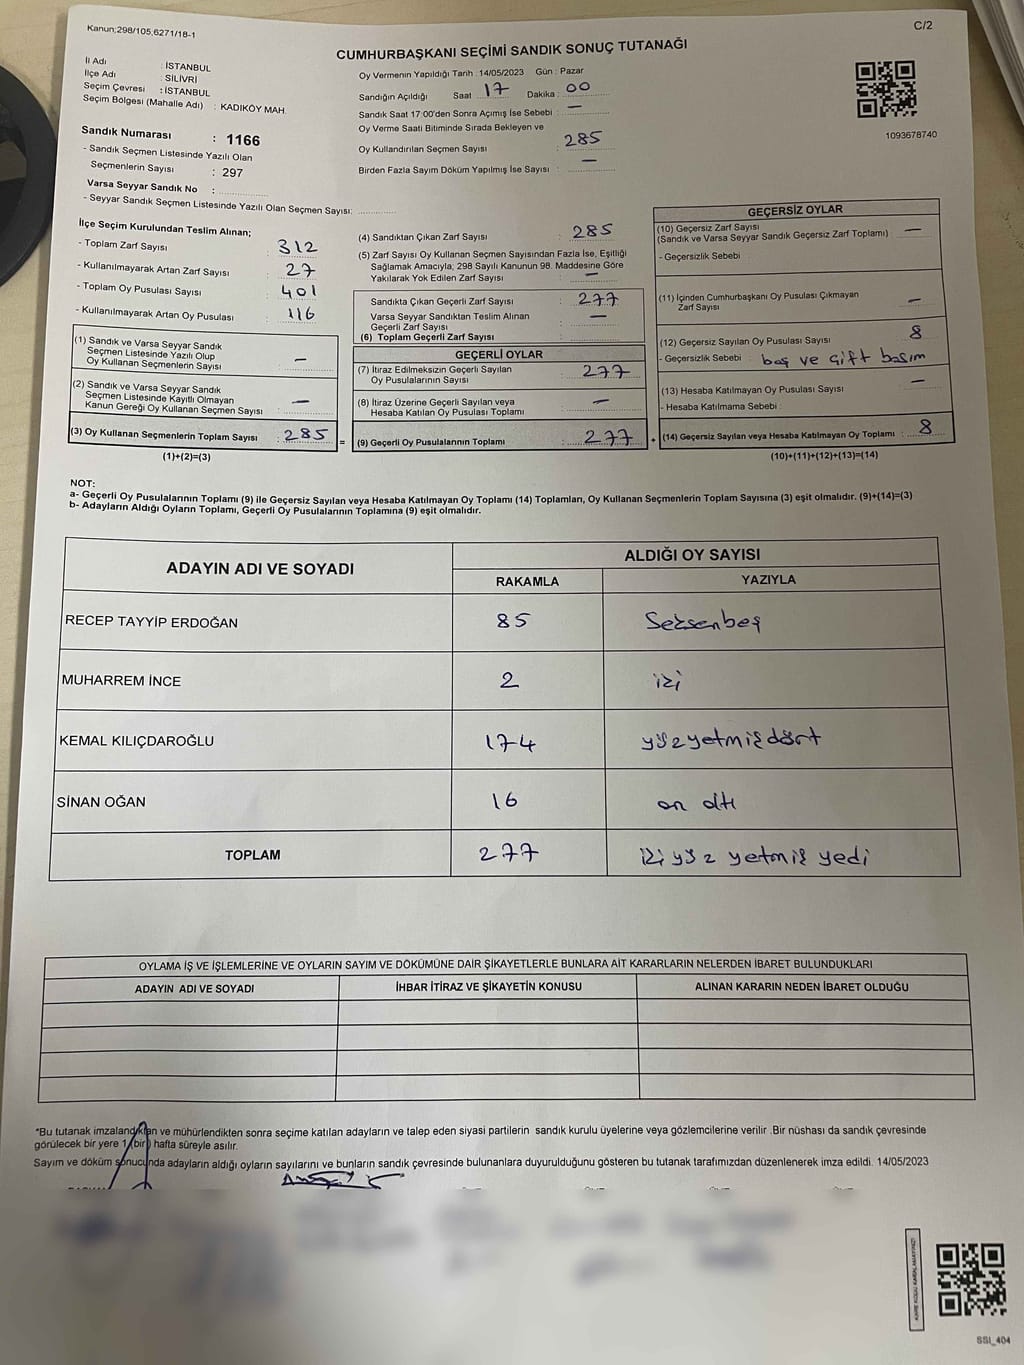 Kanun;298/105,6271/18-1
C/2
CUMHURBAŞKANI SEÇİMİ SANDIK SONUÇ TUTANAĞI
İl Adı : İSTANBUL
İlçe Adı : SİLİVRİ
Seçim Çevresi : İSTANBUL
Seçim Bölgesi (Mahalle Adı) : KADIKÖY MAH.
Sandık Numarası : 1166
- Sandık Seçmen Listesinde Yazılı Olan
Seçmenlerin Sayısı : 297
Varsa Seyyar Sandık No :
- Seyyar Sandık Seçmen Listesinde Yazılı Olan Seçmen Sayısı:
Oy Vermenin Yapıldığı Tarih : 14/05/2023 Gün : Pazar
Sandığın Açıldığı Saat 17 Dakika : 00
Sandık Saat 17:00'den Sonra Açımış İse Sebebi : —
Oy Verme Saati Bitiminde Sırada Bekleyen ve
Oy Kullandırılan Seçmen Sayısı : 285
Birden Fazla Sayım Döküm Yapılmış İse Sayısı : —
1093678740
İlçe Seçim Kurulundan Teslim Alınan;
- Toplam Zarf Sayısı : 312
- Kullanılmayarak Artan Zarf Sayısı : 27
- Toplam Oy Pusulası Sayısı : 401
- Kullanılmayarak Artan Oy Pusulası : 116
(1) Sandık ve Varsa Seyyar Sandık
Seçmen Listesinde Yazılı Olup
Oy Kullanan Seçmenlerin Sayısı : —
(2) Sandık ve Varsa Seyyar Sandık
Seçmen Listesinde Kayıtlı Olmayan
Kanun Gereği Oy Kullanan Seçmen Sayısı : —
(3) Oy Kullanan Seçmenlerin Toplam Sayısı : 285 =
(1)+(2)=(3)
(4) Sandıktan Çıkan Zarf Sayısı : 285
(5) Zarf Sayısı Oy Kullanan Seçmen Sayısından Fazla İse, Eşitliği
Sağlamak Amacıyla, 298 Sayılı Kanunun 98. Maddesine Göre
Yakılarak Yok Edilen Zarf Sayısı : —
Sandıkta Çıkan Geçerli Zarf Sayısı : 277
Varsa Seyyar Sandıktan Teslim Alınan
Geçerli Zarf Sayısı : —
(6) Toplam Geçerli Zarf Sayısı :
GEÇERLİ OYLAR
(7) İtiraz Edilmeksizin Geçerli Sayılan
Oy Pusulalarının Sayısı : 277
(8) İtiraz Üzerine Geçerli Sayılan veya
Hesaba Katılan Oy Pusulası Toplamı : —
(9) Geçerli Oy Pusulalarının Toplamı : 277 +
GEÇERSİZ OYLAR
(10) Geçersiz Zarf Sayısı : —
(Sandık ve Varsa Seyyar Sandık Geçersiz Zarf Toplamı)
- Geçersizlik Sebebi :
(11) İçinden Cumhurbaşkanı Oy Pusulası Çıkmayan
Zarf Sayısı : —
(12) Geçersiz Sayılan Oy Pusulası Sayısı : 8
- Geçersizlik Sebebi : boş ve çift basım
(13) Hesaba Katılmayan Oy Pusulası Sayısı : —
- Hesaba Katılmama Sebebi :
(14) Geçersiz Sayılan veya Hesaba Katılmayan Oy Toplamı : 8
(10)+(11)+(12)+(13)=(14)
NOT:
a- Geçerli Oy Pusulalarının Toplamı (9) ile Geçersiz Sayılan veya Hesaba Katılmayan Oy Toplamı (14) Toplamları, Oy Kullanan Seçmenlerin Toplam Sayısına (3) eşit olmalıdır. (9)+(14)=(3)
b- Adayların Aldığı Oyların Toplamı, Geçerli Oy Pusulalarının Toplamına (9) eşit olmalıdır.
ADAYIN ADI VE SOYADI ALDIĞI OY SAYISI
RAKAMLA YAZIYLA
RECEP TAYYİP ERDOĞAN 85 Seksenbeş
MUHARREM İNCE 2 iki
KEMAL KILIÇDAROĞLU 174 yüzyetmişdört
SİNAN OĞAN 16 on altı
TOPLAM 277 iki yüz yetmiş yedi
OYLAMA İŞ VE İŞLEMLERİNE VE OYLARIN SAYIM VE DÖKÜMÜNE DAİR ŞİKAYETLERLE BUNLARA AİT KARARLARIN NELERDEN İBARET BULUNDUKLARI
ADAYIN ADI VE SOYADI İHBAR İTİRAZ VE ŞİKAYETİN KONUSU ALINAN KARARIN NEDEN İBARET OLDUĞU
*Bu tutanak imzalandıktan ve mühürlendikten sonra seçime katılan adayların ve talep eden siyasi partilerin sandık kurulu üyelerine veya gözlemcilerine verilir .Bir nüshası da sandık çevresinde
görülecek bir yere 1 (bir) hafta süreyle asılır.
Sayım ve döküm sonucunda adayların aldığı oyların sayılarını ve bunların sandık çevresinde bulunanlara duyurulduğunu gösteren bu tutanak tarafımızdan düzenlenerek imza edildi. 14/05/2023
SSI_404